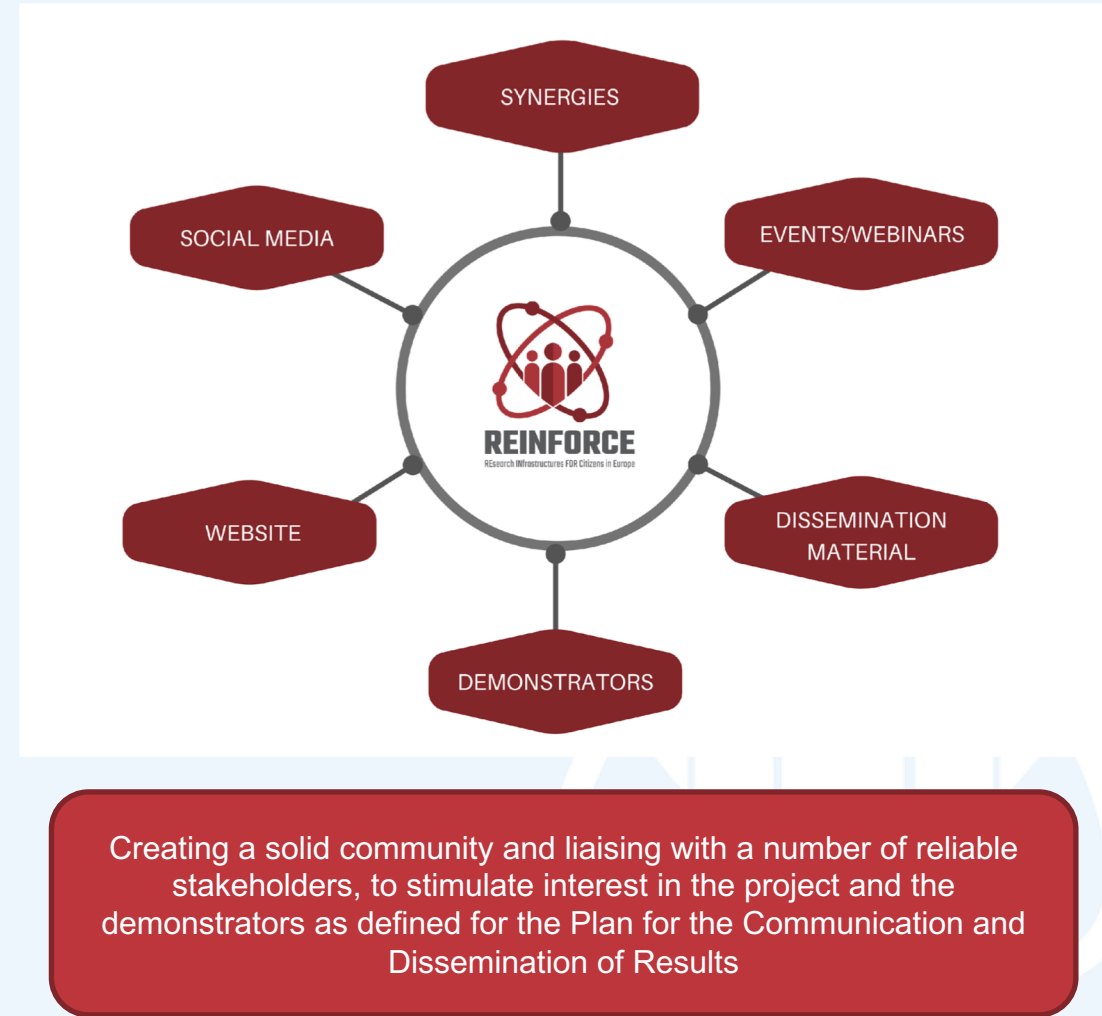 SYNERGIES
SOCIAL MEDIA
EVENTS/WEBINARS
REINFORCE
REsearch INfrastructures FOR Citizens in Europe
WEBSITE
DISSEMINATION
MATERIAL
DEMONSTRATORS
Creating a solid community and liaising with a number of reliable
stakeholders, to stimulate interest in the project and the
demonstrators as defined for the Plan for the Communication and
Dissemination of Results